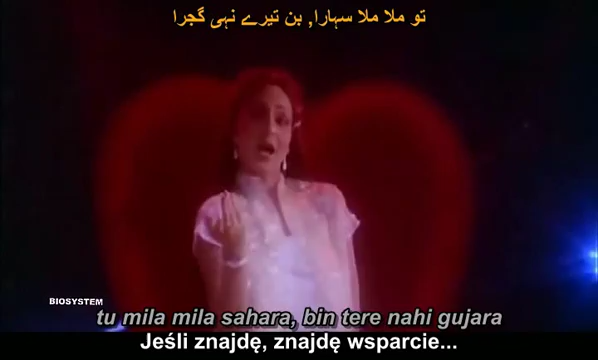 تو ملا ملا سہارا, بن تیرے نہی گجرا
BIOSYSTEM
tu mila mila sahara, bin tere nahi gujara
Jeśli znajdę, znajdę wsparcie...